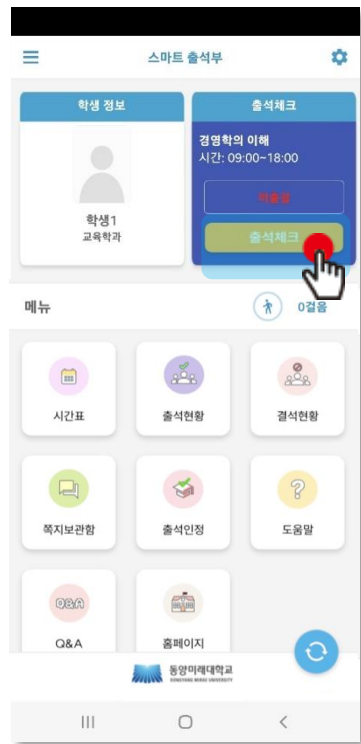 스마트 출석부
학생 정보
출석체크
경영학의 이해
시간: 09:00~18:00
미출결
출석체크
학생1
교육학과
메뉴
0걸음
시간표
출석현황
결석현황
쪽지보관함
출석인정
도움말
Q&A
Q&A
홈페이지
동양미래대학교
DONGYANG MIRAE UNIVERSITY